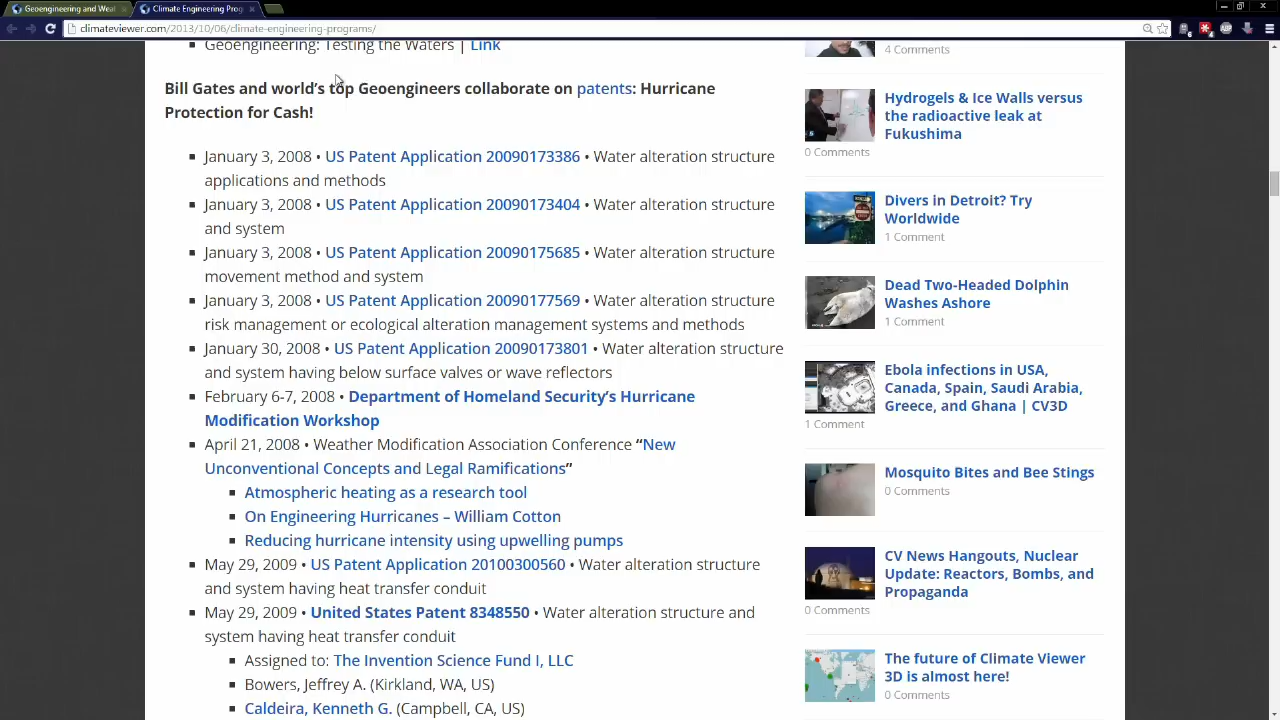 Geoengineering and Weat
Climate Engineering Prog
climateviewer.com/2013/10/06/climate-engineering-programs/
Geoengineering: Testing the Waters | Link
Bill Gates and world's top Geoengineers collaborate on patents: Hurricane
Protection for Cash!
January 3, 2008 • US Patent Application 20090173386 • Water alteration structure
applications and methods
January 3, 2008 • US Patent Application 20090173404 • Water alteration structure
and system
January 3, 2008 • US Patent Application 20090175685 • Water alteration structure
movement method and system
January 3, 2008 • US Patent Application 20090177569 • Water alteration structure
risk management or ecological alteration management systems and methods
January 30, 2008 • US Patent Application 20090173801 • Water alteration structure
and system having below surface valves or wave reflectors
February 6-7, 2008 • Department of Homeland Security's Hurricane
Modification Workshop
April 21, 2008 • Weather Modification Association Conference “New
Unconventional Concepts and Legal Ramifications”
Atmospheric heating as a research tool
On Engineering Hurricanes – William Cotton
Reducing hurricane intensity using upwelling pumps
May 29, 2009 • US Patent Application 20100300560 • Water alteration structure
and system having heat transfer conduit
May 29, 2009 • United States Patent 8348550 • Water alteration structure and
system having heat transfer conduit
Assigned to: The Invention Science Fund I, LLC
Bowers, Jeffrey A. (Kirkland, WA, US)
Caldeira, Kenneth G. (Campbell, CA, US)
4 Comments
Hydrogels & Ice Walls versus
the radioactive leak at
Fukushima
0 Comments
Divers in Detroit? Try
Worldwide
1 Comment
Dead Two-Headed Dolphin
Washes Ashore
1 Comment
Ebola infections in USA,
Canada, Spain, Saudi Arabia,
Greece, and Ghana | CV3D
1 Comment
Mosquito Bites and Bee Stings
0 Comments
CV News Hangouts, Nuclear
Update: Reactors, Bombs, and
Propaganda
0 Comments
The future of Climate Viewer
3D is almost here!
0 Comments